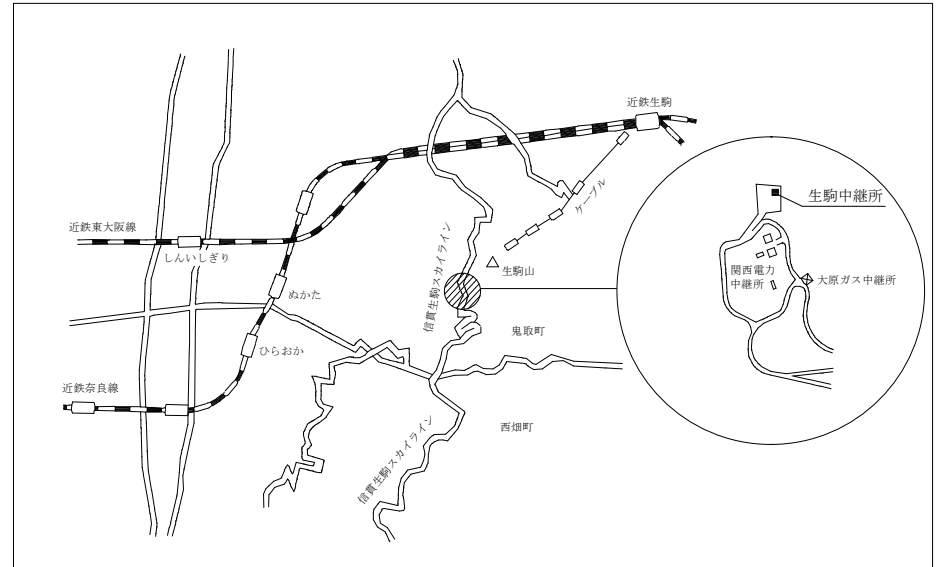 近鉄生駒
生駒中継所
ケーブル
近鉄東大阪線
しんいしぎり
信貴生駒スカイライン
生駒山
関西電力
中継所
大原ガス中継所
ぬかた
鬼取町
ひらおか
近鉄奈良線
西畑町
信貴生駒スカイライン